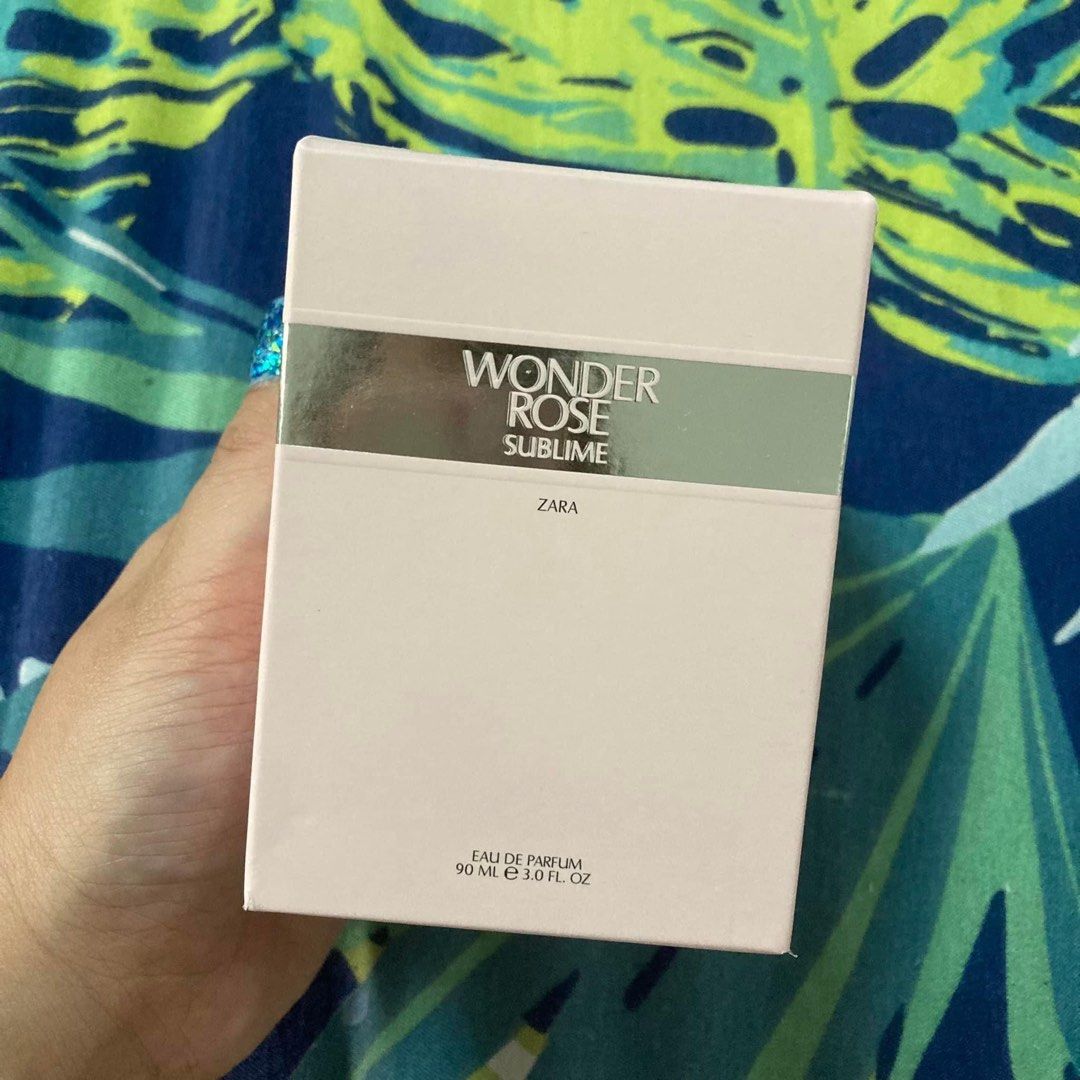 WONDER
ROSE
SUBLIME
ZARA
EAU DE PARFUM
90 ML ℮ 3.0 FL. OZ